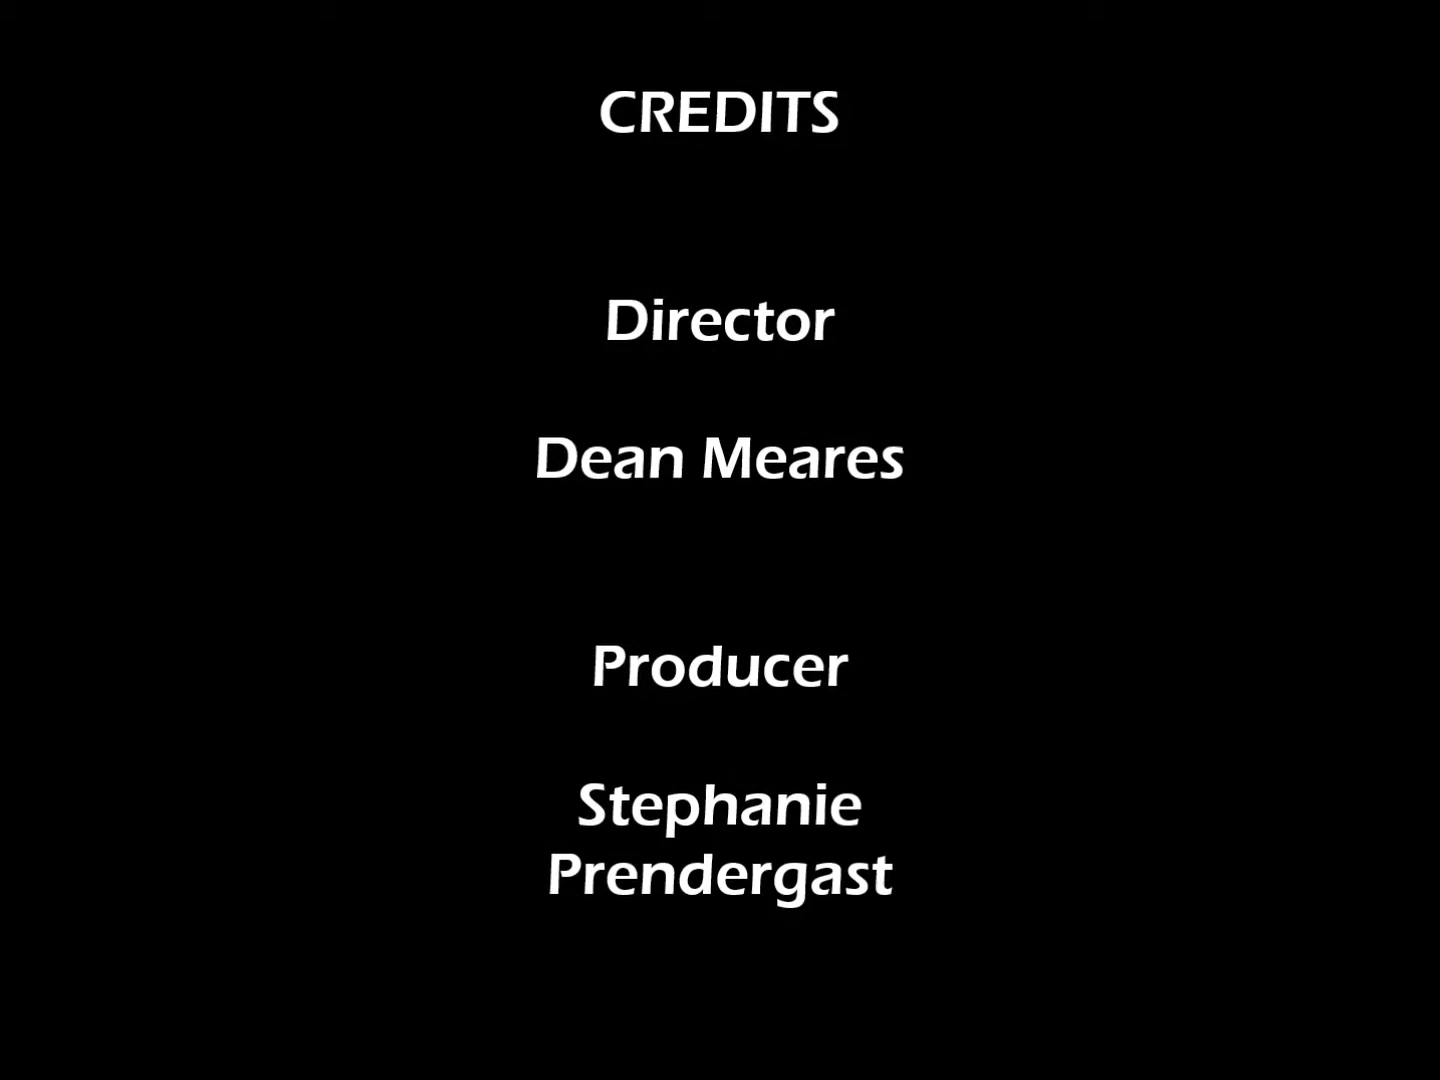 CREDITS
Director
Dean Meares
Producer
Stephanie
Prendergast